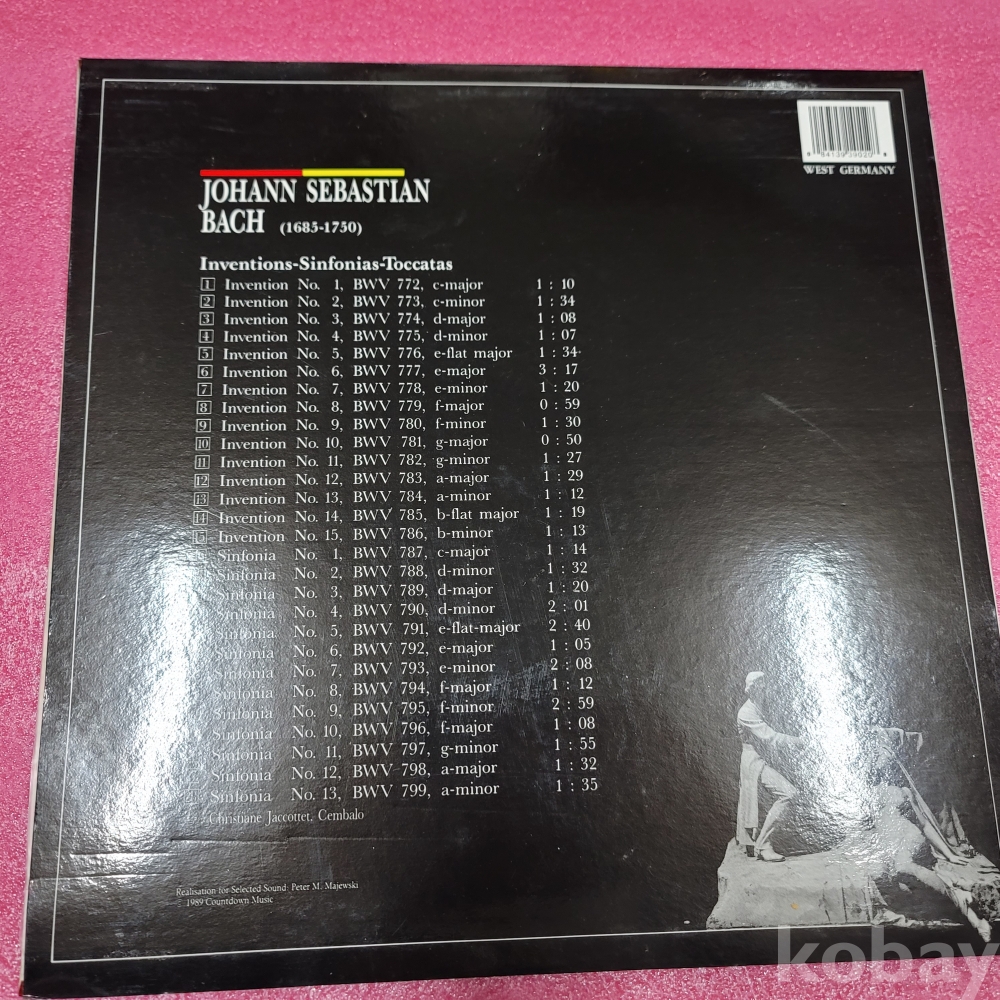 WEST GERMANY
JOHANN SEBASTIAN
BACH (1685-1750)
Inventions-Sinfonias-Toccatas
1 Invention No. 1, BWV 772, c-major 1 : 10
2 Invention No. 2, BWV 773, c-minor 1 : 34
3 Invention No. 3, BWV 774, d-major 1 : 08
4 Invention No. 4, BWV 775, d-minor 1 : 07
5 Invention No. 5, BWV 776, e-flat major 1 : 34
6 Invention No. 6, BWV 777, e-major 3 : 17
7 Invention No. 7, BWV 778, e-minor 1 : 20
8 Invention No. 8, BWV 779, f-major 0 : 59
9 Invention No. 9, BWV 780, f-minor 1 : 30
10 Invention No. 10, BWV 781, g-major 0 : 50
11 Invention No. 11, BWV 782, g-minor 1 : 27
12 Invention No. 12, BWV 783, a-major 1 : 29
13 Invention No. 13, BWV 784, a-minor 1 : 12
14 Invention No. 14, BWV 785, b-flat major 1 : 19
15 Invention No. 15, BWV 786, b-minor 1 : 13
Sinfonia No. 1, BWV 787, c-major 1 : 14
Sinfonia No. 2, BWV 788, d-minor 1 : 32
Sinfonia No. 3, BWV 789, d-major 1 : 20
Sinfonia No. 4, BWV 790, d-minor 2 : 01
Sinfonia No. 5, BWV 791, e-flat-major 2 : 40
Sinfonia No. 6, BWV 792, e-major 1 : 05
Sinfonia No. 7, BWV 793, e-minor 2 : 08
Sinfonia No. 8, BWV 794, f-major 1 : 12
Sinfonia No. 9, BWV 795, f-minor 2 : 59
Sinfonia No. 10, BWV 796, f-major 1 : 08
Sinfonia No. 11, BWV 797, g-minor 1 : 55
Sinfonia No. 12, BWV 798, a-major 1 : 32
Sinfonia No. 13, BWV 799, a-minor 1 : 35
Christiane Jaccottet, Cembalo
Realisation for Selected Sound: Peter M. Majewski
1989 Countdown Music
kobay